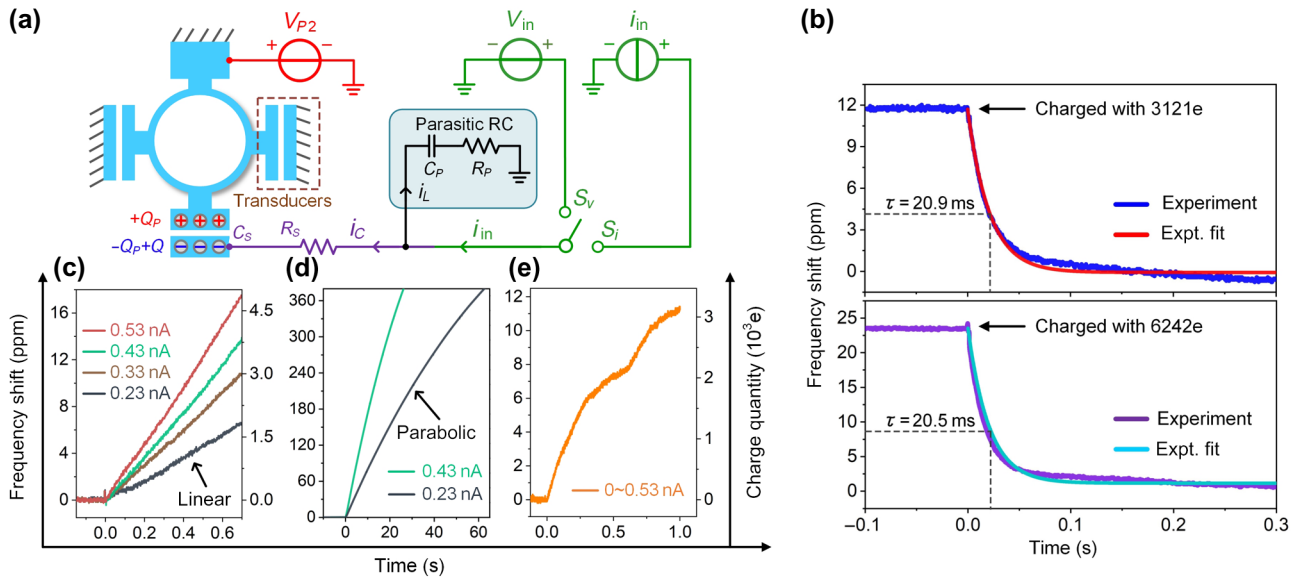 (a)
V_P2
+ −
V_in
− +
i_in
− +
Parasitic RC
C_P R_P
i_L
Transducers
+Q_P
−Q_P+Q
C_S
R_S
i_C
i_in
S_v
S_i
(b)
Frequency shift (ppm)
12
8
4
0
Charged with 3121e
τ = 20.9 ms
Experiment
Expt. fit
Frequency shift (ppm)
25
20
15
10
5
0
Charged with 6242e
τ = 20.5 ms
Experiment
Expt. fit
−0.1 0.0 0.1 0.2 0.3
Time (s)
(c)
Frequency shift (ppm)
16
12
8
4
0
0.53 nA
0.43 nA
0.33 nA
0.23 nA
Linear
4.5
3.0
1.5
0.0
0.0 0.2 0.4 0.6
(d)
360
300
240
180
120
60
0
Parabolic
0.43 nA
0.23 nA
0 20 40 60
(e)
12
10
8
6
4
2
0
0~0.53 nA
3
2
1
0
0.0 0.5 1.0
Charge quantity (10³e)
Time (s)